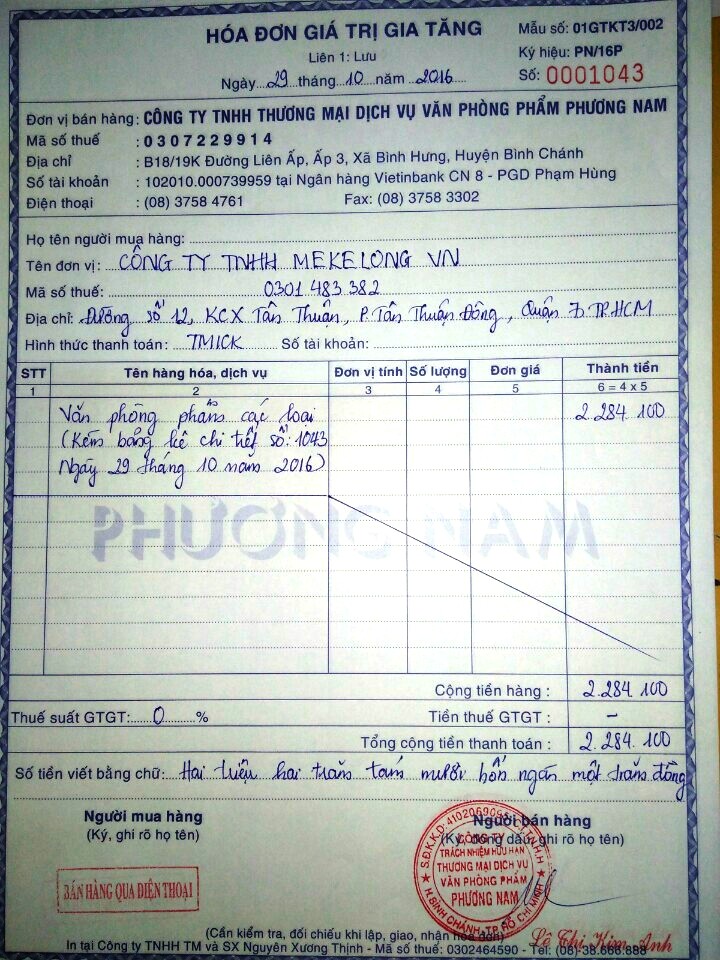 HÓA ĐƠN GIÁ TRỊ GIA TĂNG
Mẫu số: 01GTKT3/002
Liên 1: Lưu
Ký hiệu: PN/16P
Ngày 29 tháng 10 năm 2016
Số: 0001043
Đơn vị bán hàng: CÔNG TY TNHH THƯƠNG MẠI DỊCH VỤ VĂN PHÒNG PHẨM PHƯƠNG NAM
Mã số thuế : 0307229914
Địa chỉ : B18/19K Đường Liên Ấp, Ấp 3, Xã Bình Hưng, Huyện Bình Chánh
Số tài khoản : 102010.000739959 tại Ngân hàng Vietinbank CN 8 - PGD Phạm Hùng
Điện thoại : (08) 3758 4761 Fax: (08) 3758 3302
Họ tên người mua hàng:
Tên đơn vị: CÔNG TY TNHH MEKELONG VN
Mã số thuế: 0301 483 382
Địa chỉ: Đường số 12, KCX Tân Thuận, P. Tân Thuận Đông, Quận 7. TP.HCM
Hình thức thanh toán: TM/CK Số tài khoản:
STT Tên hàng hóa, dịch vụ Đơn vị tính Số lượng Đơn giá Thành tiền
1 2 3 4 5 6 = 4 x 5
Văn phòng phẩm các loại 2.284.100
(Kèm bảng kê chi tiết số: 1043
Ngày 29 tháng 10 năm 2016)
PHƯƠNG NAM
Cộng tiền hàng : 2.284.100
Thuế suất GTGT: 0 % Tiền thuế GTGT : -
Tổng cộng tiền thanh toán : 2.284.100
Số tiền viết bằng chữ: Hai triệu hai trăm tám mươi bốn ngàn một trăm đồng
Người mua hàng Người bán hàng
(Ký, ghi rõ họ tên) (Ký, đóng dấu, ghi rõ họ tên)
CÔNG TY
TRÁCH NHIỆM HỮU HẠN
THƯƠNG MẠI DỊCH VỤ
VĂN PHÒNG PHẨM
PHƯƠNG NAM
H.BÌNH CHÁNH - TP.HỒ CHÍ MINH
BÁN HÀNG QUA ĐIỆN THOẠI
Lê Thị Kim Anh
(Cần kiểm tra, đối chiếu khi lập, giao, nhận hóa đơn)
In tại Công ty TNHH TM và SX Nguyên Xương Thịnh - Mã số thuế: 0302464590 - Tel: (08)-38.666.888